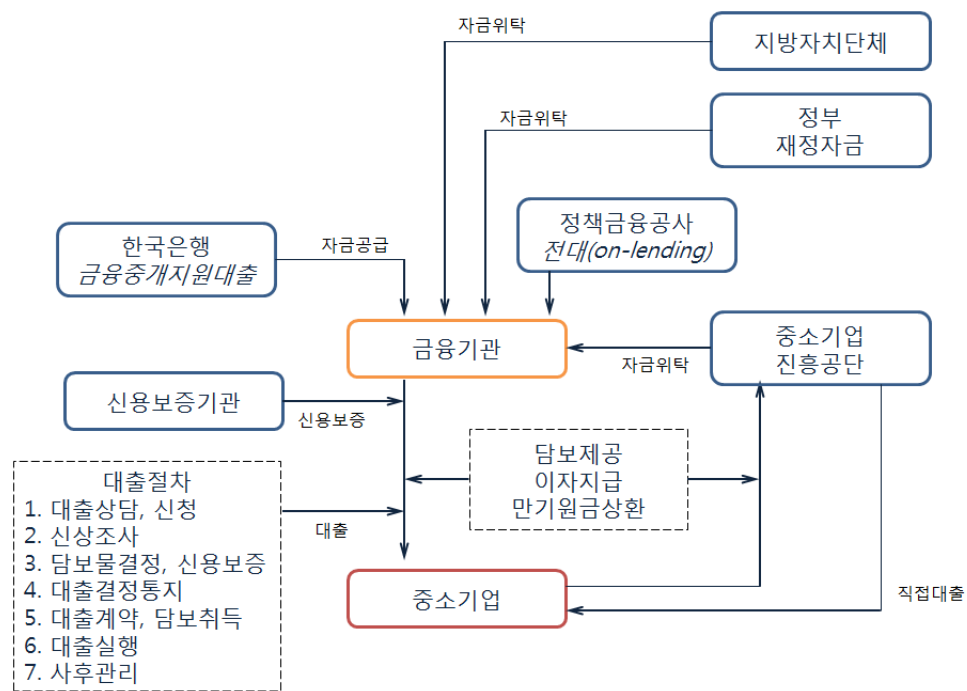 자금위탁
지방자치단체
자금위탁
정부
재정자금
한국은행
금융중개지원대출
자금공급
정책금융공사
전대(on-lending)
금융기관
자금위탁
중소기업
진흥공단
신용보증기관
신용보증
담보제공
이자지급
만기원금상환
대출절차
1. 대출상담, 신청
2. 신상조사
3. 담보물결정, 신용보증
4. 대출결정통지
5. 대출계약, 담보취득
6. 대출실행
7. 사후관리
대출
중소기업
직접대출